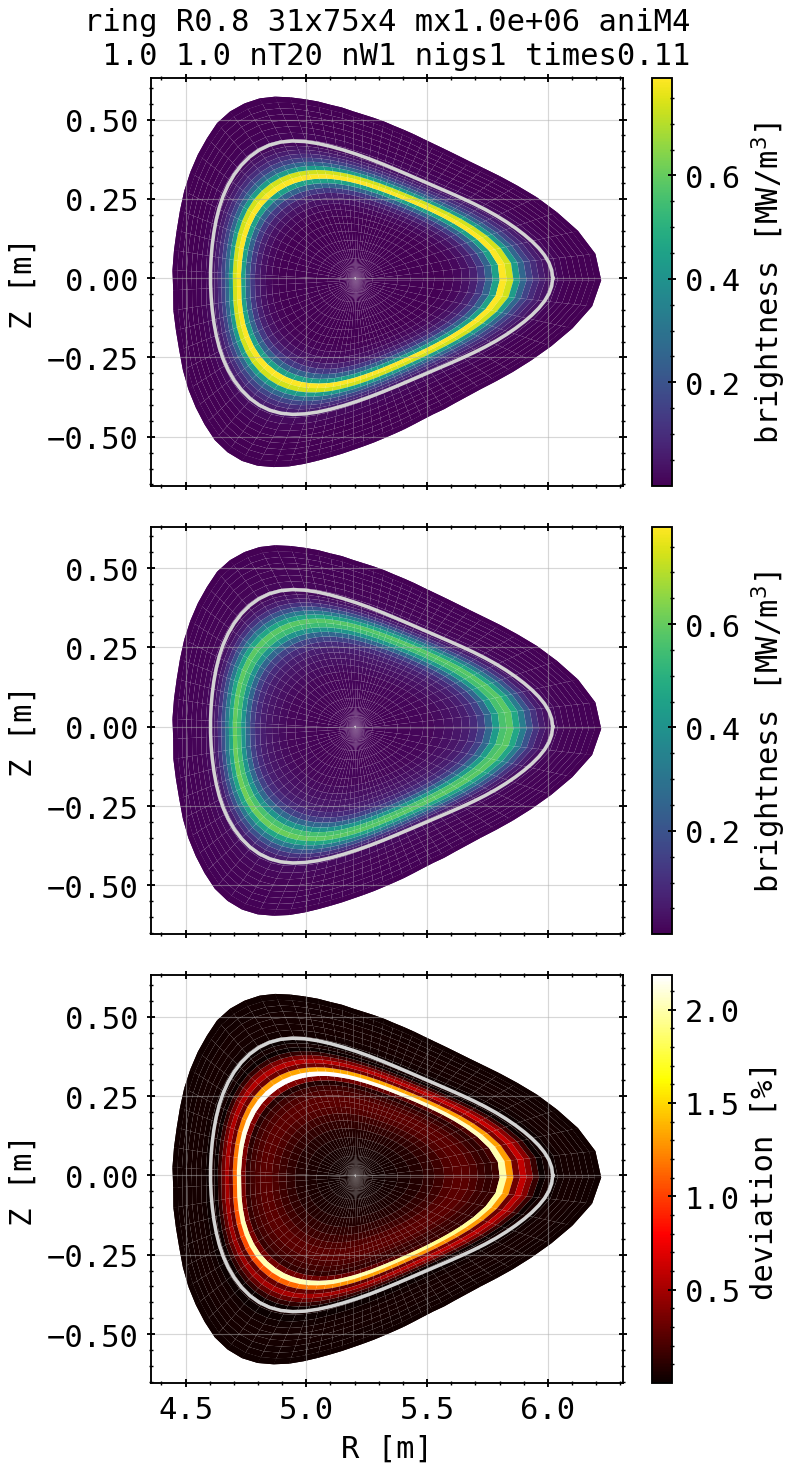 ring R0.8 31x75x4 mx1.0e+06 aniM4
1.0 1.0 nT20 nW1 nigs1 times0.11
0.50
0.25
0.00
−0.25
−0.50
Z [m]
0.6
0.4
0.2
brightness [MW/m³]
0.50
0.25
0.00
−0.25
−0.50
Z [m]
0.6
0.4
0.2
brightness [MW/m³]
0.50
0.25
0.00
−0.25
−0.50
Z [m]
2.0
1.5
1.0
0.5
deviation [%]
4.5 5.0 5.5 6.0
R [m]